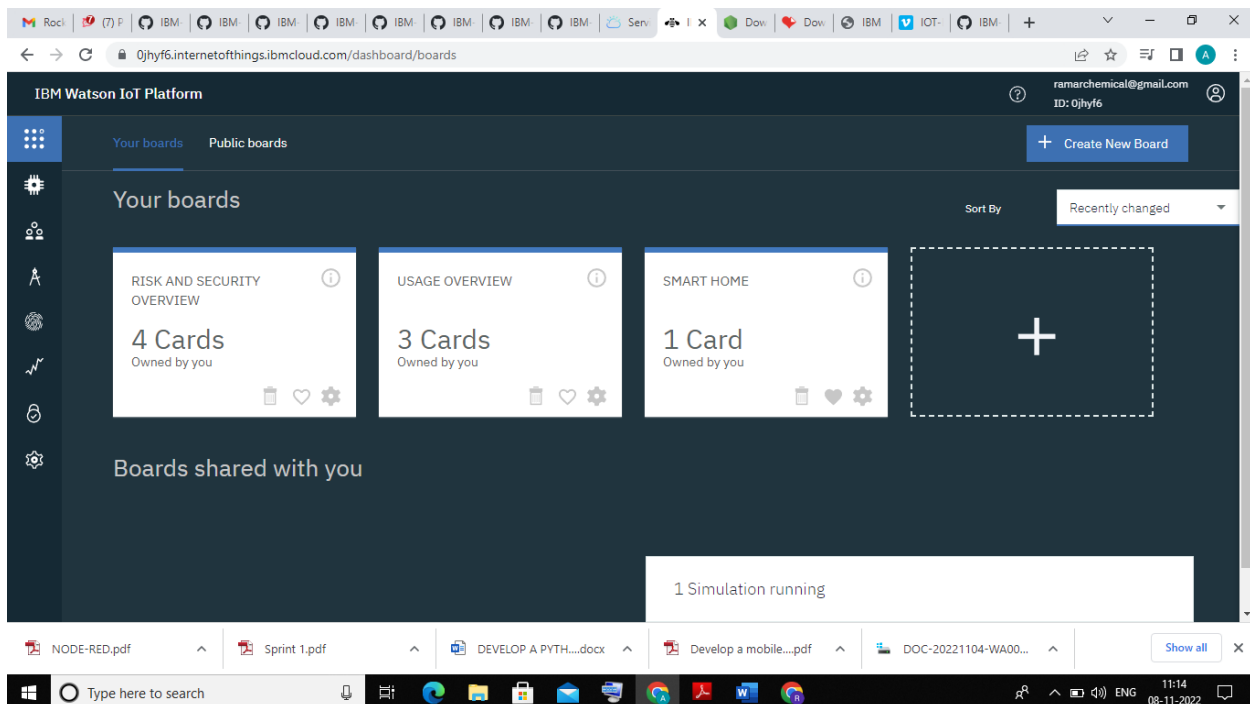 Rock
(7) P
IBM-
IBM-
IBM-
IBM-
IBM-
IBM-
IBM-
IBM-
Serv
I
Dow
Dow
IBM
IOT-
IBM-
0jhyf6.internetofthings.ibmcloud.com/dashboard/boards
A
IBM Watson IoT Platform
ramarchemical@gmail.com
ID: 0jhyf6
Your boards
Public boards
+ Create New Board
Your boards
Sort By
Recently changed
RISK AND SECURITY
OVERVIEW
4 Cards
Owned by you
USAGE OVERVIEW
3 Cards
Owned by you
SMART HOME
1 Card
Owned by you
Boards shared with you
1 Simulation running
NODE-RED.pdf
Sprint 1.pdf
DEVELOP A PYTH....docx
Develop a mobile....pdf
DOC-20221104-WA00...
Show all
Type here to search
ENG
11:14
08-11-2022